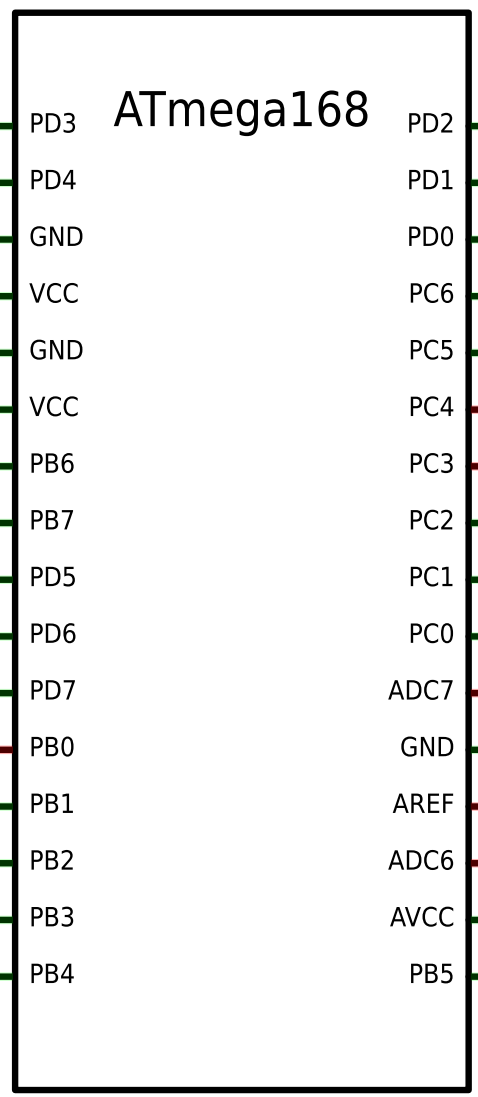 ATmega168
PD3
PD4
GND
VCC
GND
VCC
PB6
PB7
PD5
PD6
PD7
PB0
PB1
PB2
PB3
PB4
PD2
PD1
PD0
PC6
PC5
PC4
PC3
PC2
PC1
PC0
ADC7
GND
AREF
ADC6
AVCC
PB5